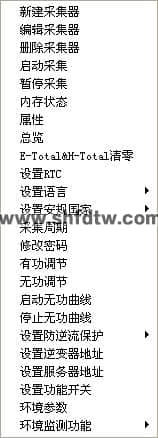 新建采集器
编辑采集器
删除采集器
启动采集
暂停采集
内存状态
属性
总览
E-Total&H-Total清零
设置RTC
设置语言
设置安规国家
www.shfdtw.com
采集周期
修改密码
有功调节
无功调节
启动无功曲线
停止无功曲线
设置防逆流保护
设置逆变器地址
设置服务器地址
设置功能开关
环境参数
环境监测功能